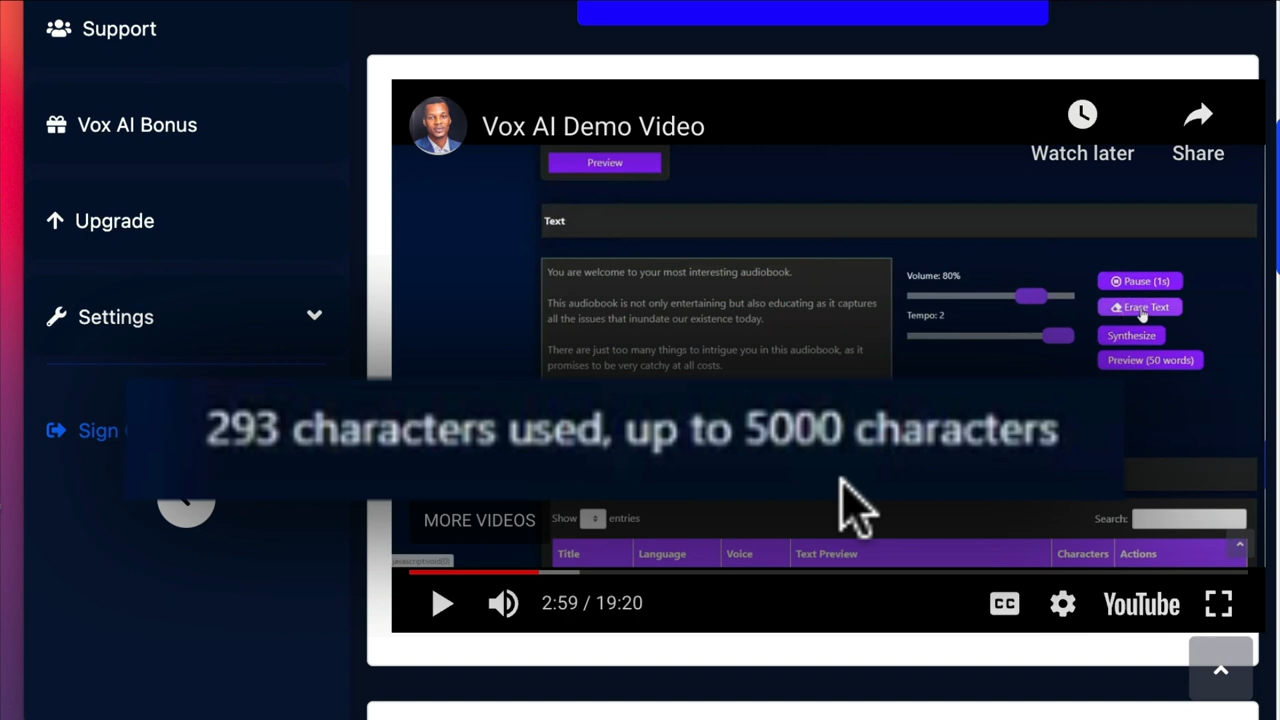 Support
Vox AI Bonus
Upgrade
Settings
Sign
Vox AI Demo Video
Watch later
Share
Preview
Text
You are welcome to your most interesting audiobook.
This audiobook is not only entertaining but also educating as it captures
all the issues that inundate our existence today.
There are just too many things to intrigue you in this audiobook, as it
promises to be very catchy at all costs.
Volume: 80%
Tempo: 2
Pause (1s)
Erase Text
Synthesize
Preview (50 words)
293 characters used, up to 5000 characters
MORE VIDEOS
Show entries
Search:
Title Language Voice Text Preview Characters Actions
javascript:void(0)
2:59 / 19:20
CC
YouTube